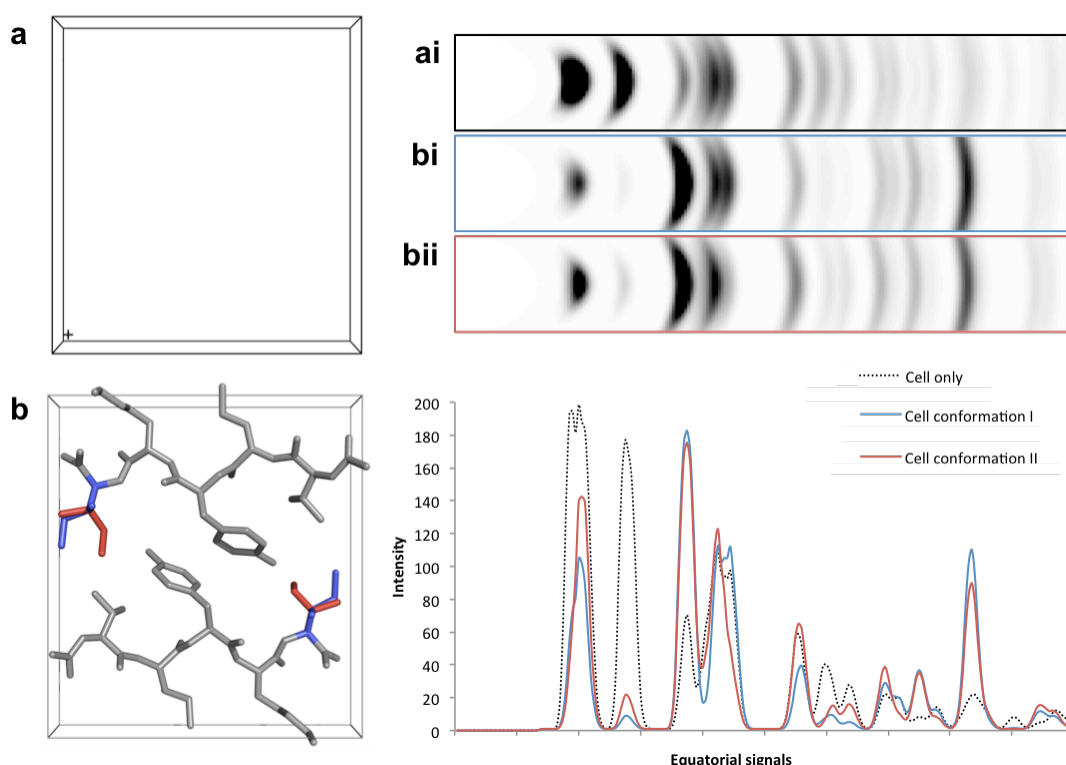 a
ai
bi
bii
b
Cell only
Cell conformation I
Cell conformation II
200
180
160
140
120
100
80
60
40
20
0
Intensity
Equatorial signals